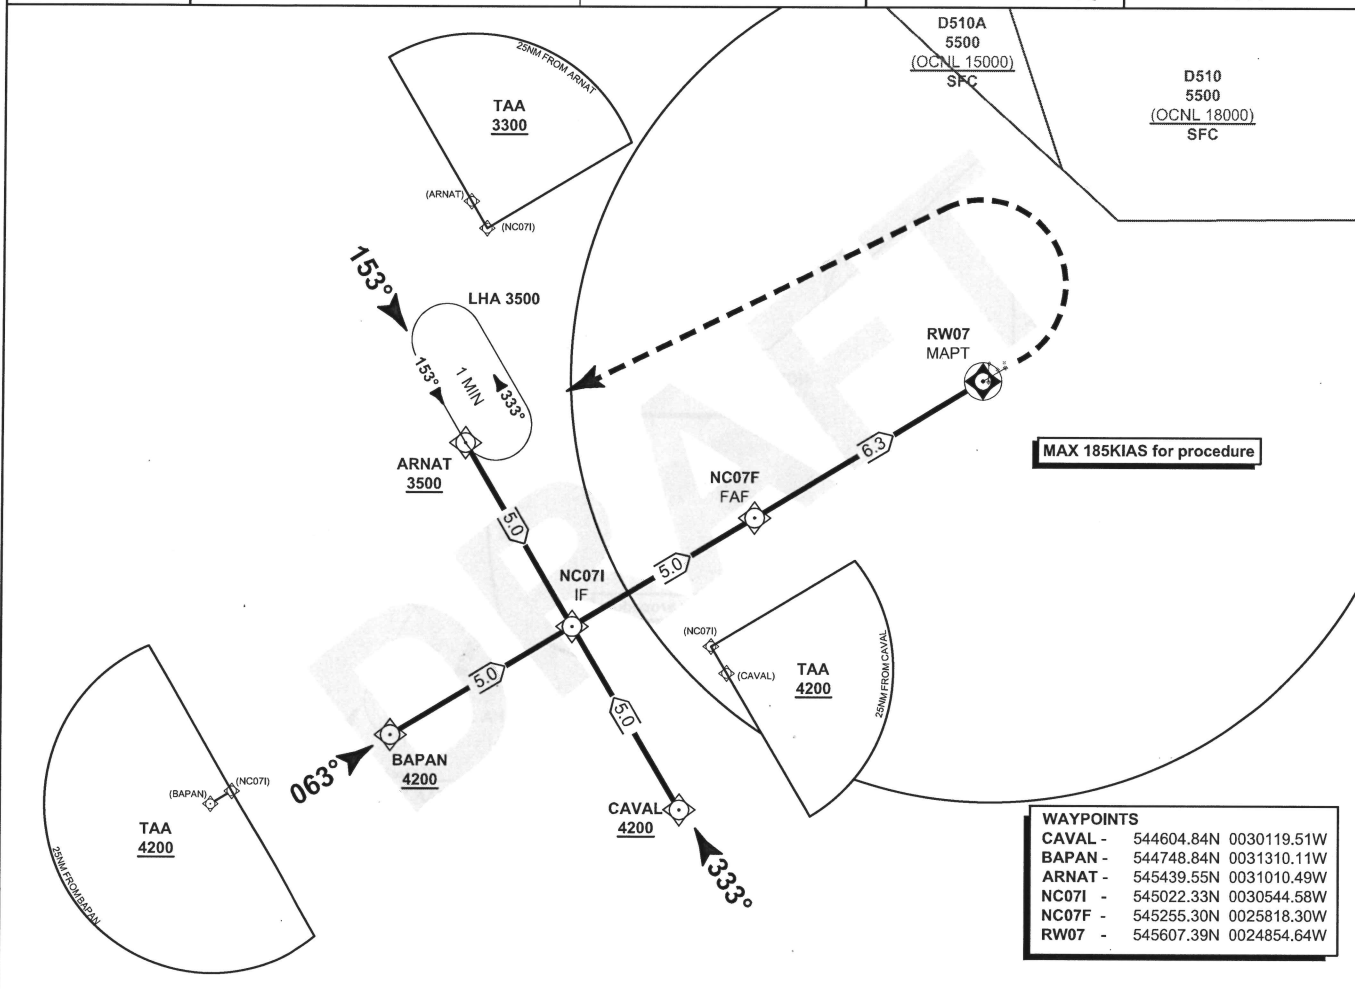 D510A
5500
(OCNL 15000)
SFC
D510
5500
(OCNL 18000)
SFC
25NM FROM ARNAT
TAA
3300
(ARNAT)
(NC07I)
153°
LHA 3500
153°
1 MIN
333°
RW07
MAPT
ARNAT
3500
6.3
MAX 185KIAS for procedure
NC07F
FAF
5.0
5.0
NC07I
IF
(NC07I)
(CAVAL)
TAA
4200
25NM FROM CAVAL
5.0
5.0
BAPAN
4200
063°
(NC07I)
(BAPAN)
TAA
4200
25NM FROM BAPAN
CAVAL
4200
333°
WAYPOINTS
CAVAL - 544604.84N 0030119.51W
BAPAN - 544748.84N 0031310.11W
ARNAT - 545439.55N 0031010.49W
NC07I - 545022.33N 0030544.58W
NC07F - 545255.30N 0025818.30W
RW07 - 545607.39N 0024854.64W
DRAFT